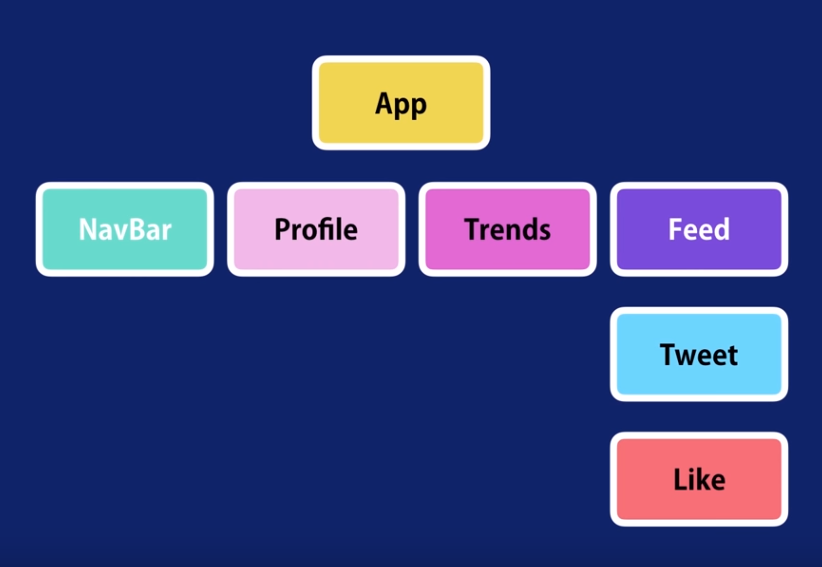 App
NavBar
Profile
Trends
Feed
Tweet
Like